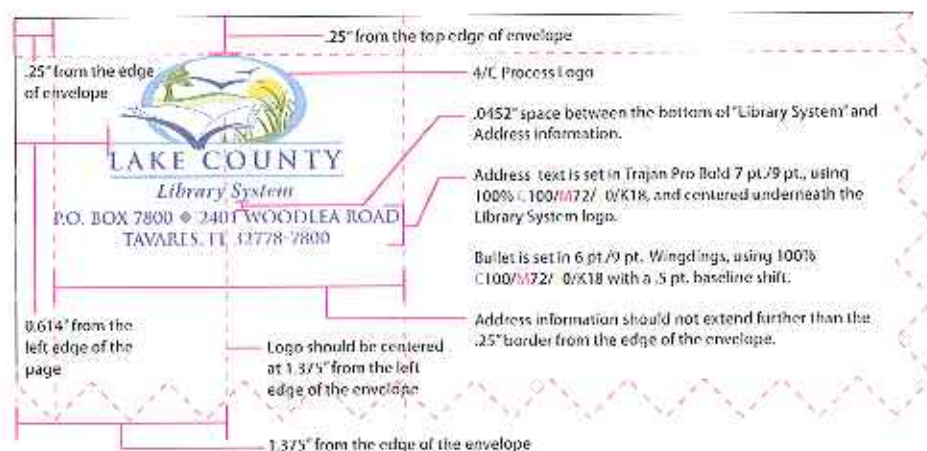 .25" from the top edge of envelope
.25" from the edge
of envelope
4/C Process Logo
.0452" space between the bottom of "Library System" and
Address information.
LAKE COUNTY
Library System
P.O. BOX 7800 ❖ 2401 WOODLEA ROAD
TAVARES, FL 32778-7800
Address text is set in Trajan Pro Bold 7 pt./9 pt., using
100% C100/M72/ 0/K18, and centered underneath the
Library System logo.
Bullet is set in 6 pt./9 pt. Wingdings, using 100%
C100/M72/ 0/K18 with a .5 pt. baseline shift.
Address information should not extend further than the
.25" border from the edge of the envelope.
0.614" from the
left edge of the
page
Logo should be centered
at 1.375" from the left
edge of the envelope
1.375" from the edge of the envelope